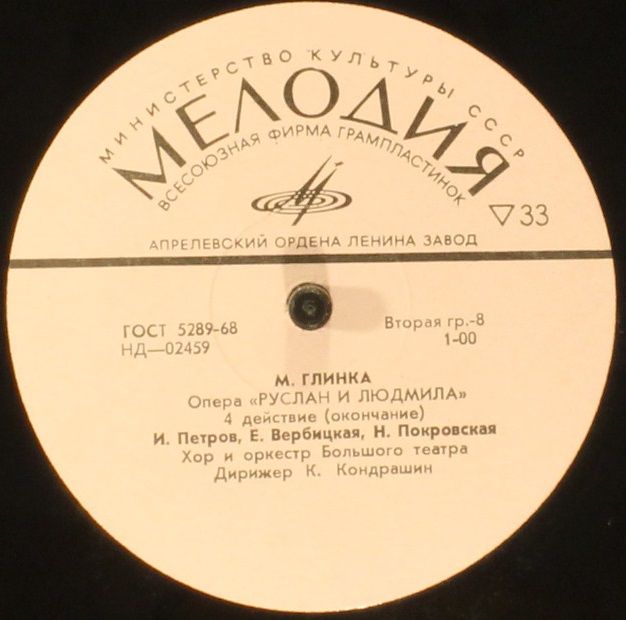 МИНИСТЕРСТВО КУЛЬТУРЫ СССР
МЕЛОДИЯ
ВСЕСОЮЗНАЯ ФИРМА ГРАМПЛАСТИНОК
▽33
АПРЕЛЕВСКИЙ ОРДЕНА ЛЕНИНА ЗАВОД
ГОСТ 5289-68
Вторая гр.-8
НД—02459
1-00
М. ГЛИНКА
Опера «РУСЛАН И ЛЮДМИЛА»
4 действие (окончание)
И. Петров, Е. Вербицкая, Н. Покровская
Хор и оркестр Большого театра
Дирижер К. Кондрашин